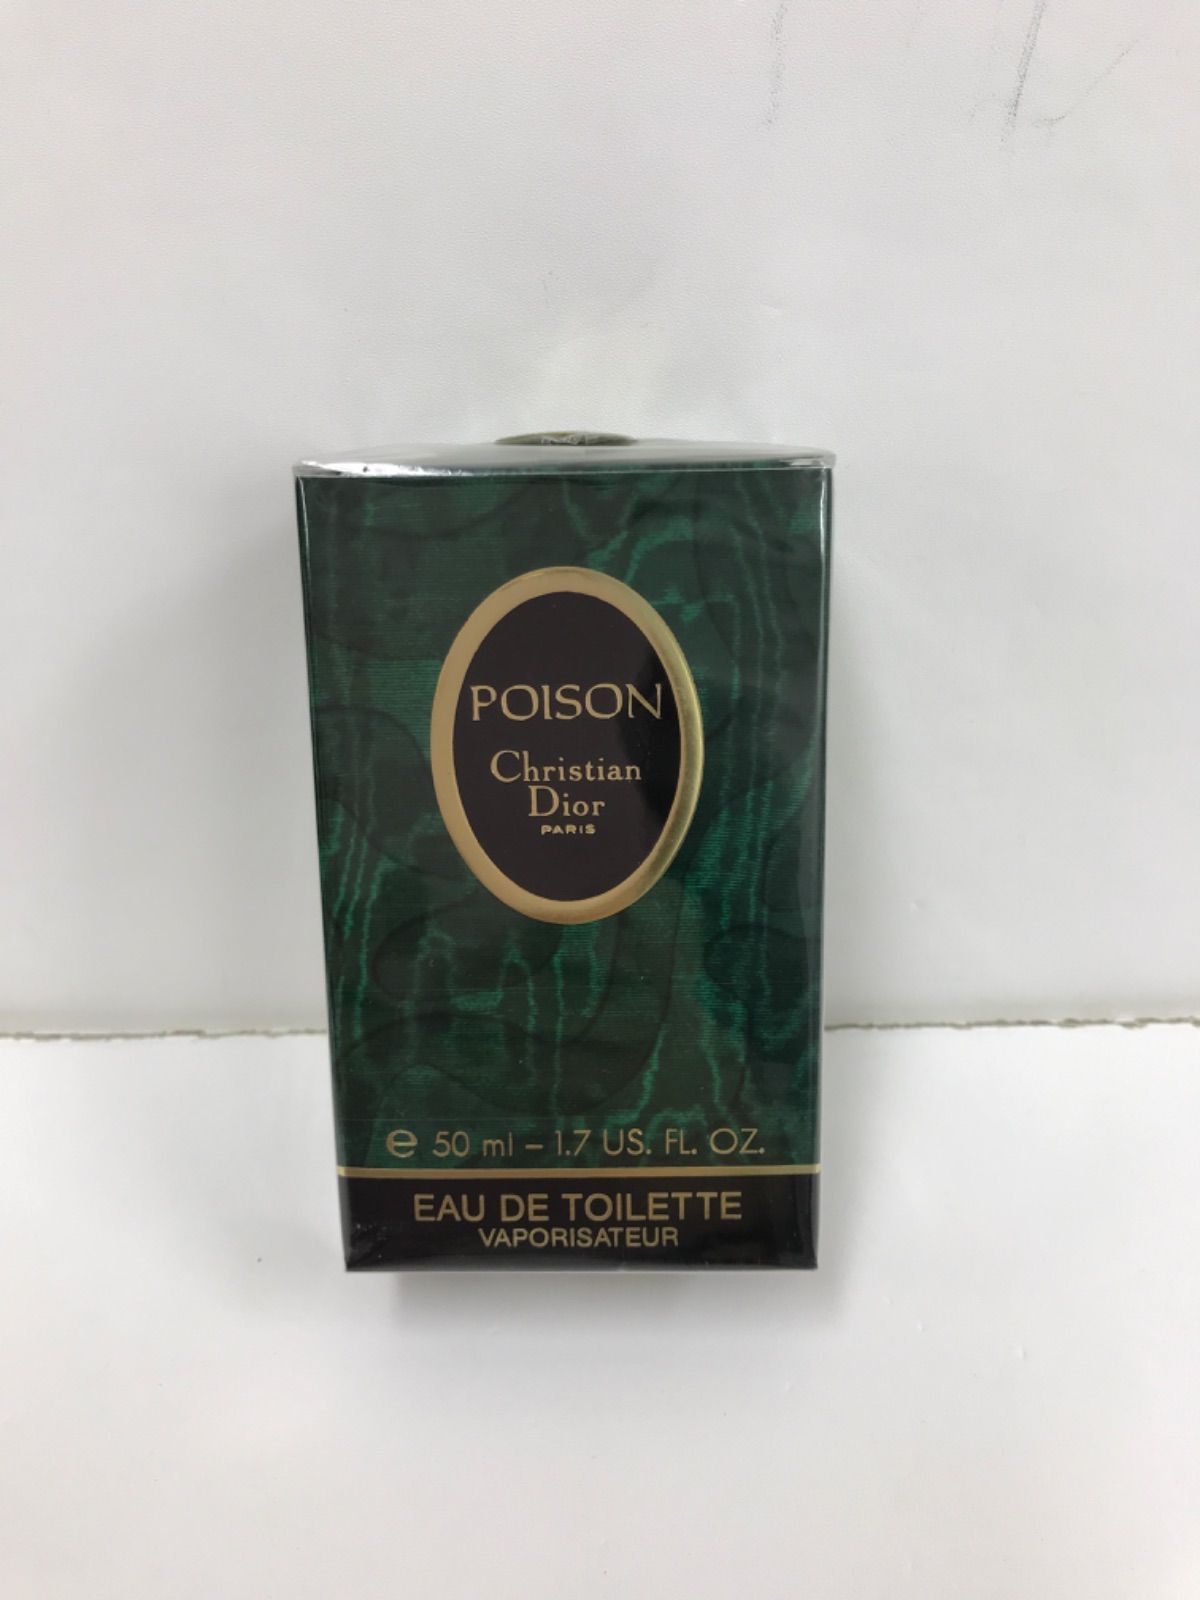 POISON
Christian
Dior
PARIS
℮ 50 ml – 1.7 US. FL. OZ.
EAU DE TOILETTE
VAPORISATEUR